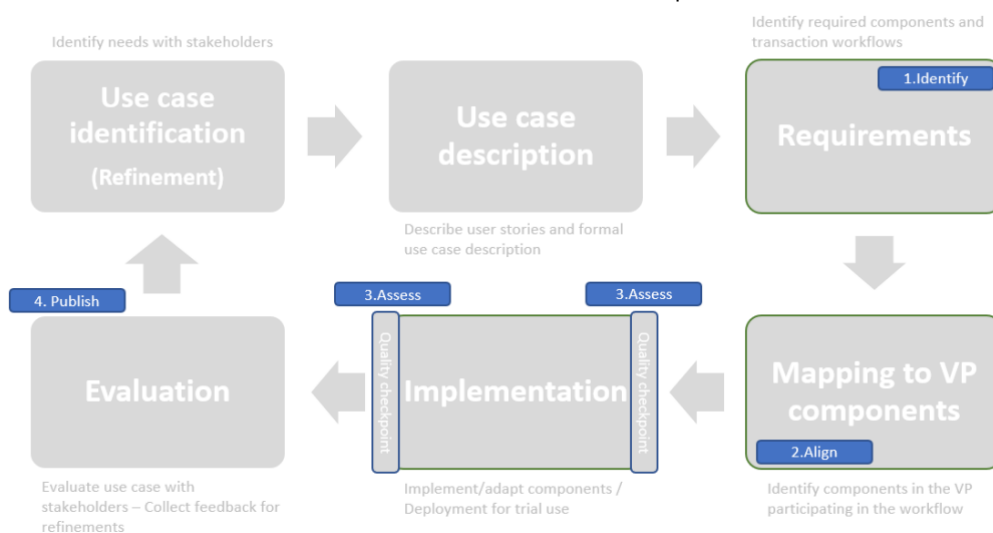 Identify needs with stakeholders
Use case
identification
(Refinement)
Use case
description
Describe user stories and formal
use case description
Identify required components and
transaction workflows
1.Identify
Requirements
Mapping to VP
components
2.Align
Identify components in the VP
participating in the workflow
3.Assess
3.Assess
Quality checkpoint
Implementation
Quality checkpoint
Implement/adapt components /
Deployment for trial use
4. Publish
Evaluation
Evaluate use case with
stakeholders – Collect feedback for
refinements